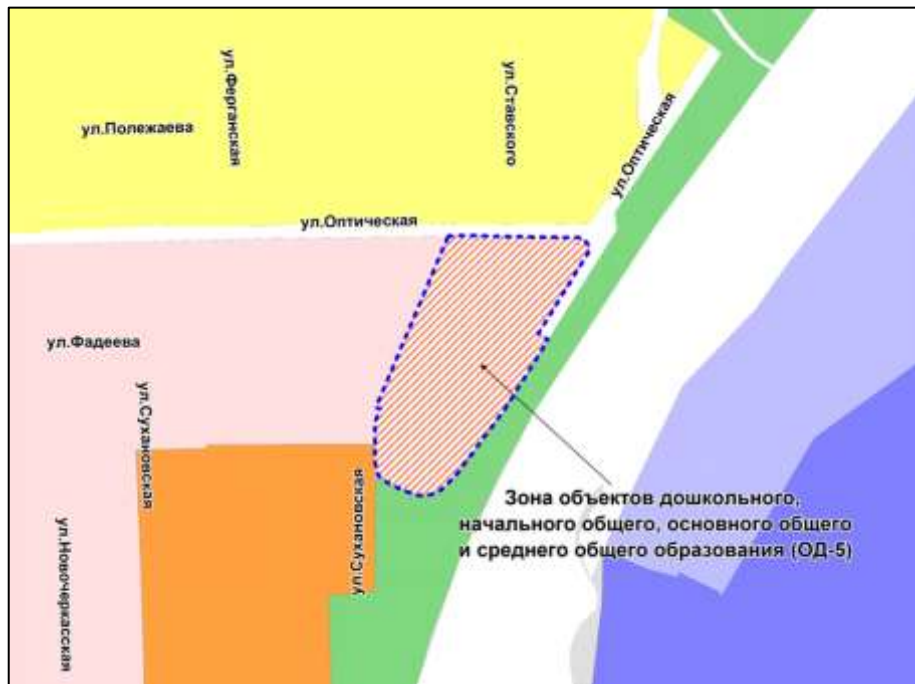 ул.Ферганская
ул.Ставского
ул.Полежаева
ул.Оптическая
ул.Оптическая
ул.Фадеева
ул.Сухановская
ул.Сухановская
ул.Новочеркасская
Зона объектов дошкольного,
начального общего, основного общего
и среднего общего образования (ОД-5)